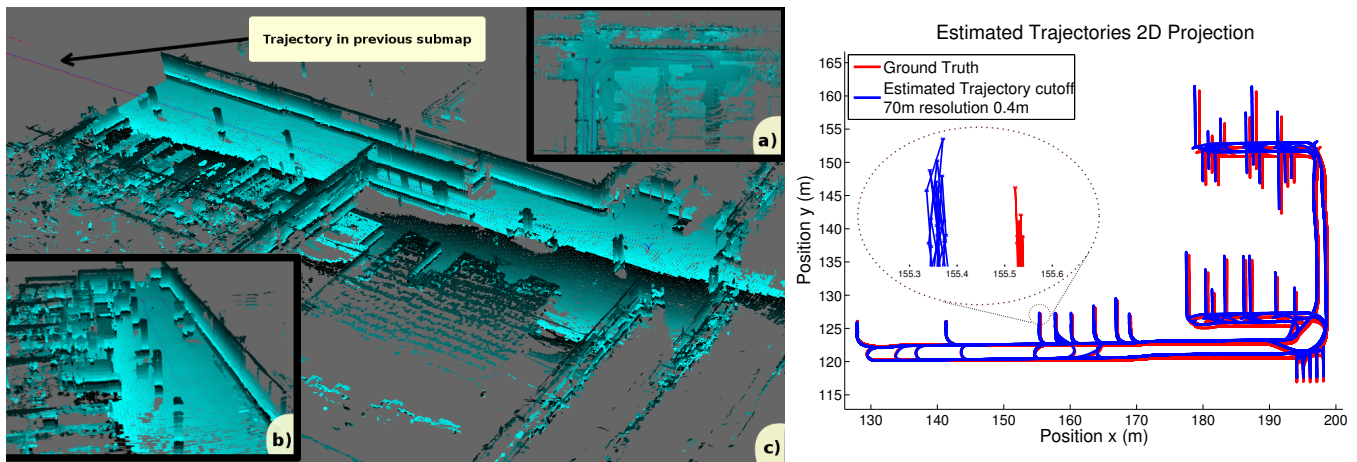 Trajectory in previous submap
a)
b)
c)
Estimated Trajectories 2D Projection
Ground Truth
Estimated Trajectory cutoff
70m resolution 0.4m
Position y (m)
165
160
155
150
145
140
135
130
125
120
115
155.3 155.4 155.5 155.6
130 140 150 160 170 180 190 200
Position x (m)